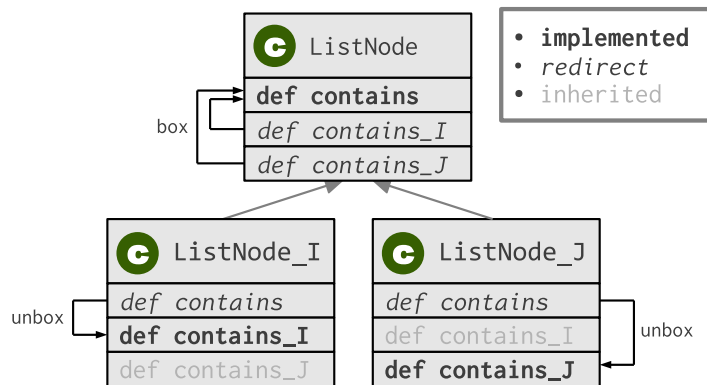 C ListNode
def contains
def contains_I
def contains_J
box
• implemented
• redirect
• inherited
C ListNode_I
def contains
def contains_I
def contains_J
unbox
C ListNode_J
def contains
def contains_I
def contains_J
unbox